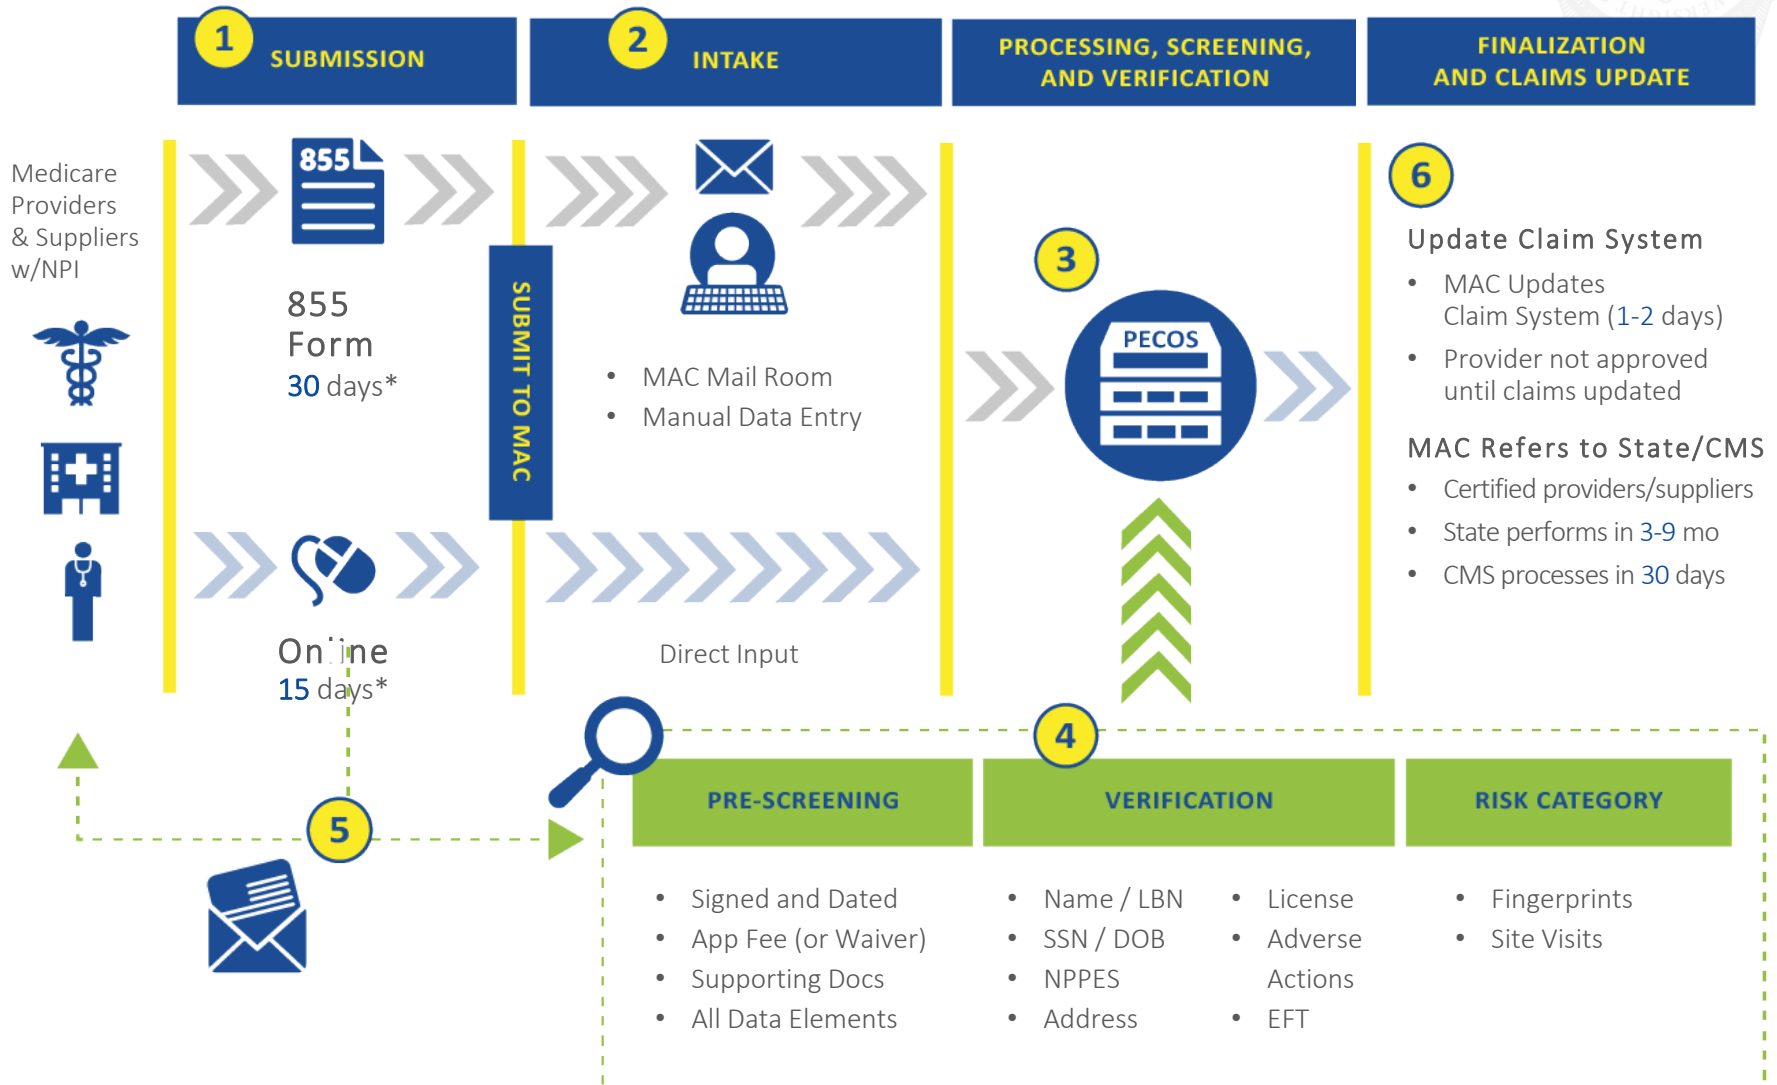 1
SUBMISSION
2
INTAKE
PROCESSING, SCREENING,
AND VERIFICATION
FINALIZATION
AND CLAIMS UPDATE
Medicare
Providers
& Suppliers
w/NPI
855
855
Form
30 days*
SUBMIT TO MAC
• MAC Mail Room
• Manual Data Entry
3
PECOS
6
Update Claim System
• MAC Updates
Claim System (1-2 days)
• Provider not approved
until claims updated
MAC Refers to State/CMS
• Certified providers/suppliers
• State performs in 3-9 mo
• CMS processes in 30 days
Online
15 days*
Direct Input
4
5
PRE-SCREENING
• Signed and Dated
• App Fee (or Waiver)
• Supporting Docs
• All Data Elements
VERIFICATION
• Name / LBN
• SSN / DOB
• NPPES
• Address
• License
• Adverse
Actions
• EFT
RISK CATEGORY
• Fingerprints
• Site Visits